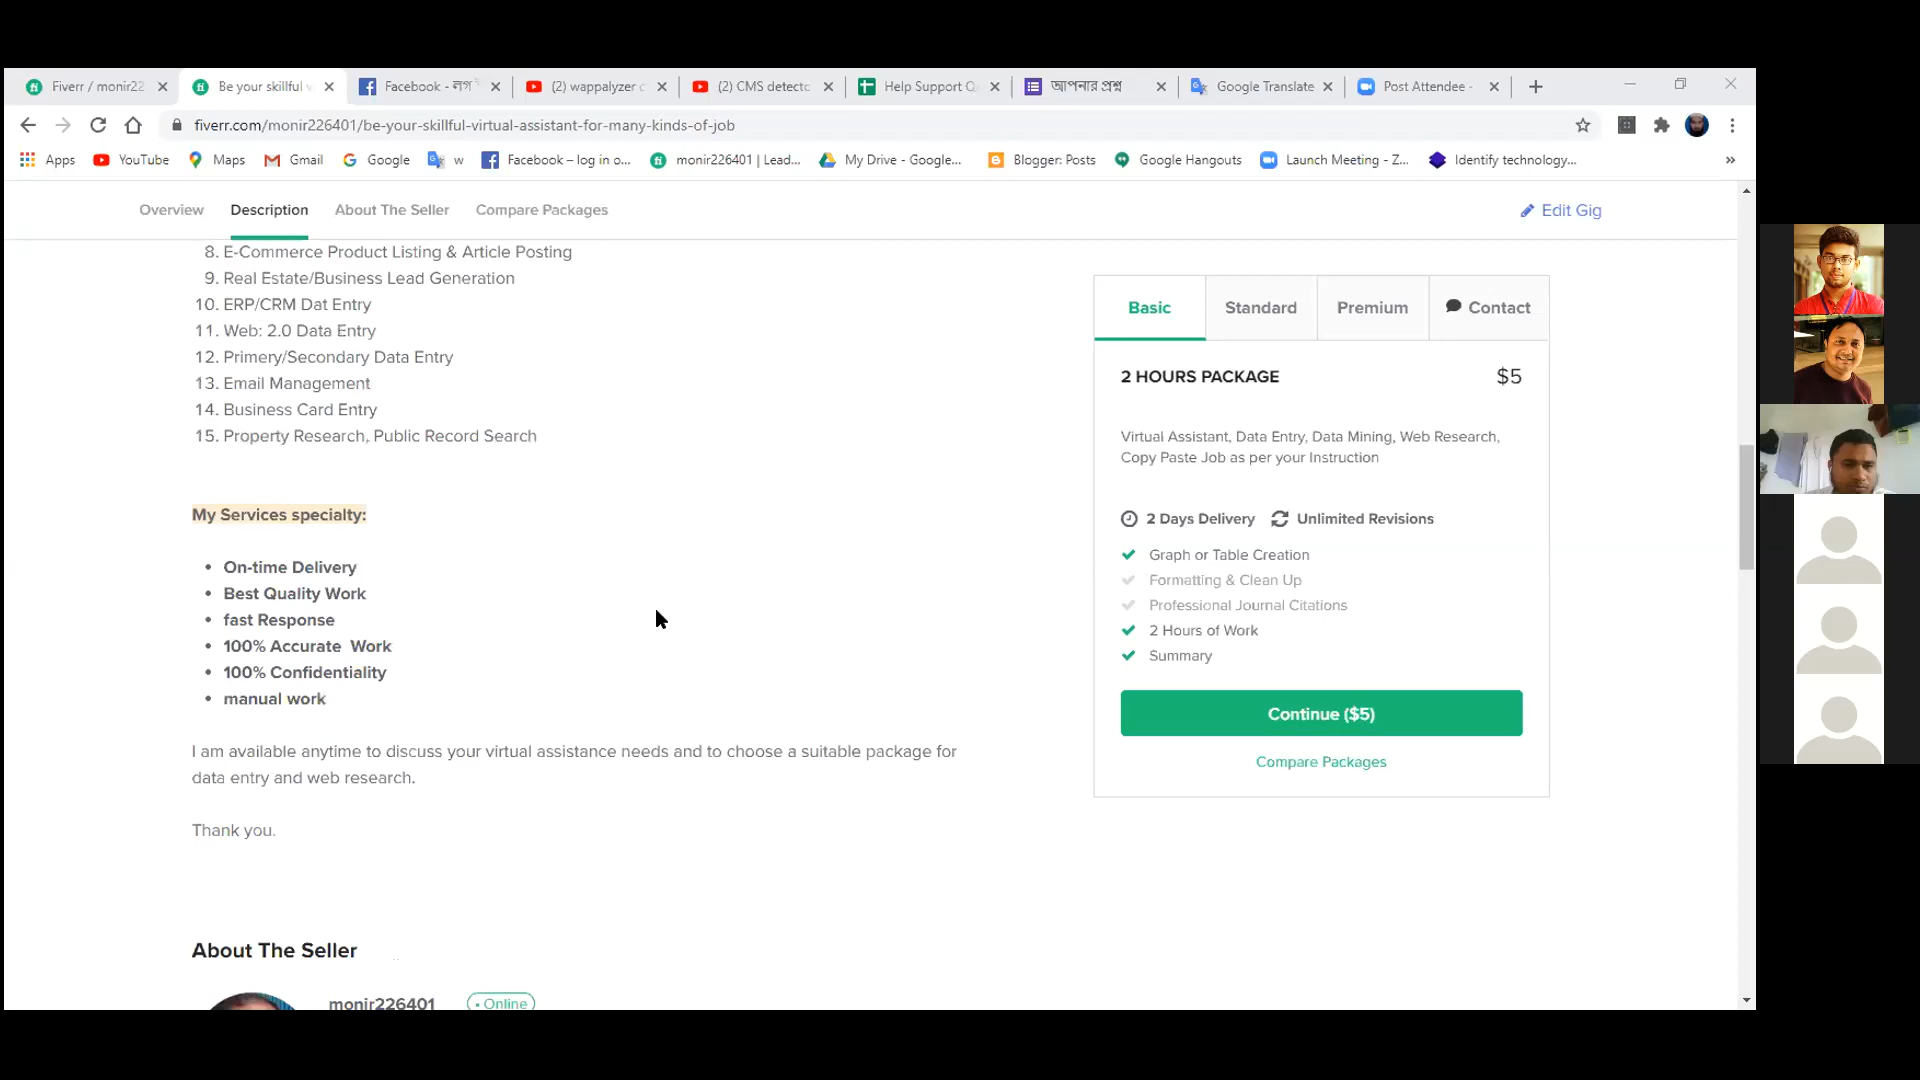 Fiverr / monir22
Be your skillful v
Facebook - লগ
(2) wappalyzer c
(2) CMS detectc
Help Support Q
আপনার প্রশ্ন
Google Translate
Post Attendee -
fiverr.com/monir226401/be-your-skillful-virtual-assistant-for-many-kinds-of-job
Apps
YouTube
Maps
Gmail
Google
w
Facebook – log in o...
monir226401 | Lead...
My Drive - Google...
Blogger: Posts
Google Hangouts
Launch Meeting - Z...
Identify technology...
»
Overview
Description
About The Seller
Compare Packages
Edit Gig
8. E-Commerce Product Listing & Article Posting
9. Real Estate/Business Lead Generation
10. ERP/CRM Dat Entry
11. Web: 2.0 Data Entry
12. Primery/Secondary Data Entry
13. Email Management
14. Business Card Entry
15. Property Research, Public Record Search
My Services specialty:
• On-time Delivery
• Best Quality Work
• fast Response
• 100% Accurate Work
• 100% Confidentiality
• manual work
I am available anytime to discuss your virtual assistance needs and to choose a suitable package for
data entry and web research.
Thank you.
About The Seller
monir226401
• Online
Basic
Standard
Premium
Contact
2 HOURS PACKAGE
$5
Virtual Assistant, Data Entry, Data Mining, Web Research,
Copy Paste Job as per your Instruction
2 Days Delivery
Unlimited Revisions
Graph or Table Creation
Formatting & Clean Up
Professional Journal Citations
2 Hours of Work
Summary
Continue ($5)
Compare Packages